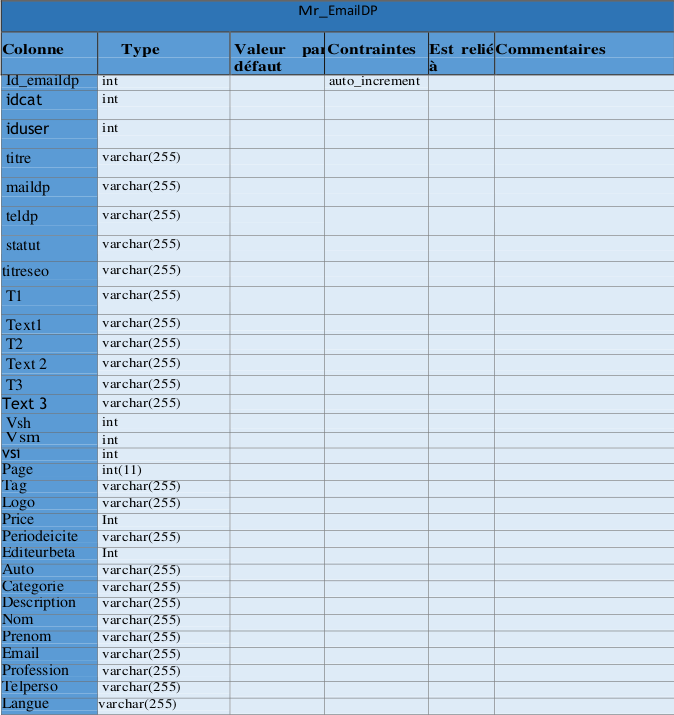 Mr_EmailDP
Colonne Type Valeur par défaut Contraintes Est relié à Commentaires
Id_emaildp int auto_increment
idcat int
iduser int
titre varchar(255)
maildp varchar(255)
teldp varchar(255)
statut varchar(255)
titreseo varchar(255)
T1 varchar(255)
Text1 varchar(255)
T2 varchar(255)
Text 2 varchar(255)
T3 varchar(255)
Text 3 varchar(255)
Vsh int
Vsm int
vsi int
Page int(11)
Tag varchar(255)
Logo varchar(255)
Price Int
Periodeicite varchar(255)
Editeurbeta Int
Auto varchar(255)
Categorie varchar(255)
Description varchar(255)
Nom varchar(255)
Prenom varchar(255)
Email varchar(255)
Profession varchar(255)
Telperso varchar(255)
Langue varchar(255)